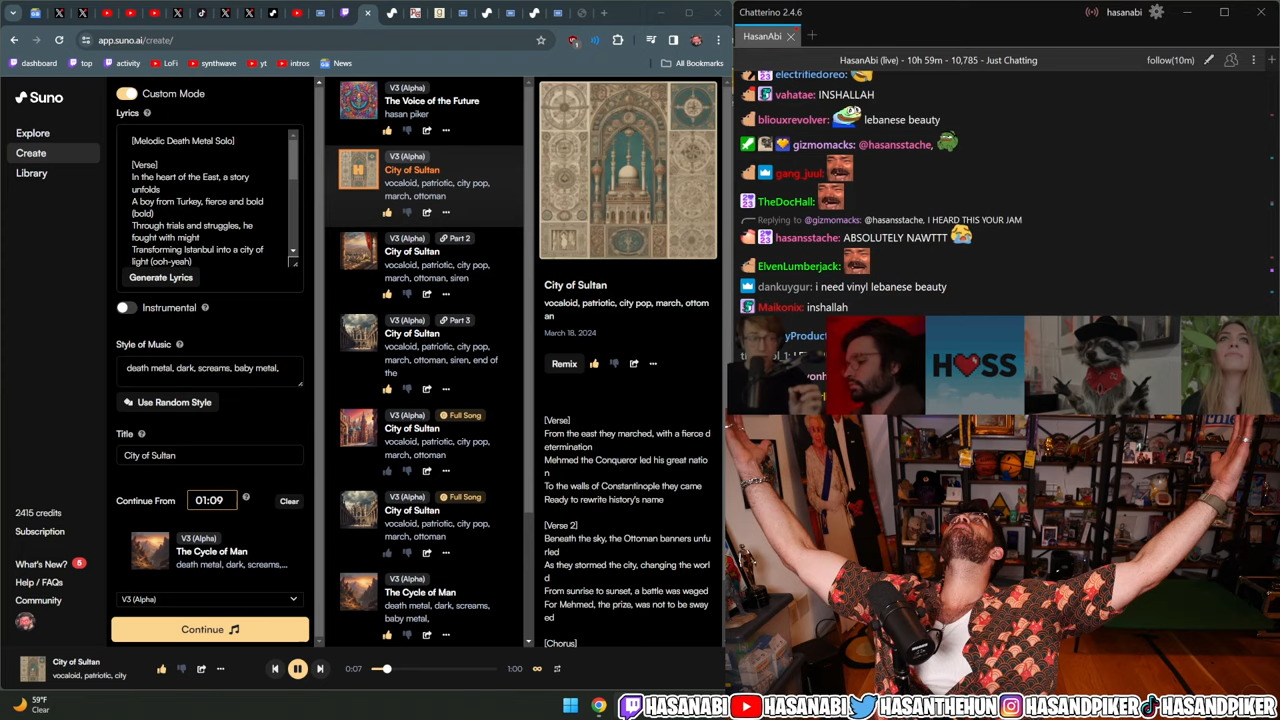 app.suno.ai/create/
dashboard
top
activity
LoFi
synthwave
yt
intros
News
All Bookmarks
Suno
Explore
Create
Library
2415 credits
Subscription
What's New?
Help / FAQs
Community
Custom Mode
Lyrics
[Melodic Death Metal Solo]
[Verse]
In the heart of the East, a story
unfolds
A boy from Turkey, fierce and bold
(bold)
Through trials and struggles, he
fought with might
Transforming Istanbul into a city of
light (ooh-yeah)
Generate Lyrics
Instrumental
Style of Music
death metal, dark, screams, baby metal,
Use Random Style
Title
City of Sultan
Continue From
01:09
Clear
V3 (Alpha)
The Cycle of Man
death metal, dark, screams,...
V3 (Alpha)
Continue
V3 (Alpha)
The Voice of the Future
hasan piker
V3 (Alpha)
City of Sultan
vocaloid, patriotic, city pop,
march, ottoman
V3 (Alpha)
Part 2
City of Sultan
vocaloid, patriotic, city pop,
march, ottoman, siren
V3 (Alpha)
Part 3
City of Sultan
vocaloid, patriotic, city pop,
march, ottoman, siren, end of
the
V3 (Alpha)
Full Song
City of Sultan
vocaloid, patriotic, city pop,
march, ottoman
V3 (Alpha)
Full Song
City of Sultan
vocaloid, patriotic, city pop,
march, ottoman
V3 (Alpha)
The Cycle of Man
death metal, dark, screams,
baby metal,
City of Sultan
vocaloid, patriotic, city pop, march, ottom
an
March 18, 2024
Remix
[Verse]
From the east they marched, with a fierce d
etermination
Mehmed the Conqueror led his great natio
n
To the walls of Constantinople they came
Ready to rewrite history's name
[Verse 2]
Beneath the sky, the Ottoman banners unfu
rled
As they stormed the city, changing the worl
d
From sunrise to sunset, a battle was waged
For Mehmed, the prize, was not to be sway
ed
[Chorus]
City of Sultan
vocaloid, patriotic, city
0:07
1:00
59°F
Clear
Chatterino 2.4.6
hasanabi
HasanAbi
HasanAbi (live) - 10h 59m - 10,785 - Just Chatting
follow(10m)
electrifiedoreo:
vahatae: INSHALLAH
bliouxrevolver: lebanese beauty
gizmomacks: @hasansstache,
gang_juul:
TheDocHall:
Replying to @gizmomacks: @hasansstache, I HEARD THIS YOUR JAM
hasansstache: ABSOLUTELY NAWTTT
ElvenLumberjack:
dankuygur: i need vinyl lebanese beauty
Maikonix: inshallah
H SS
HASANABI
HASANABI
HASANTHEHUN
HASANDPIKER
HASANDPIKER